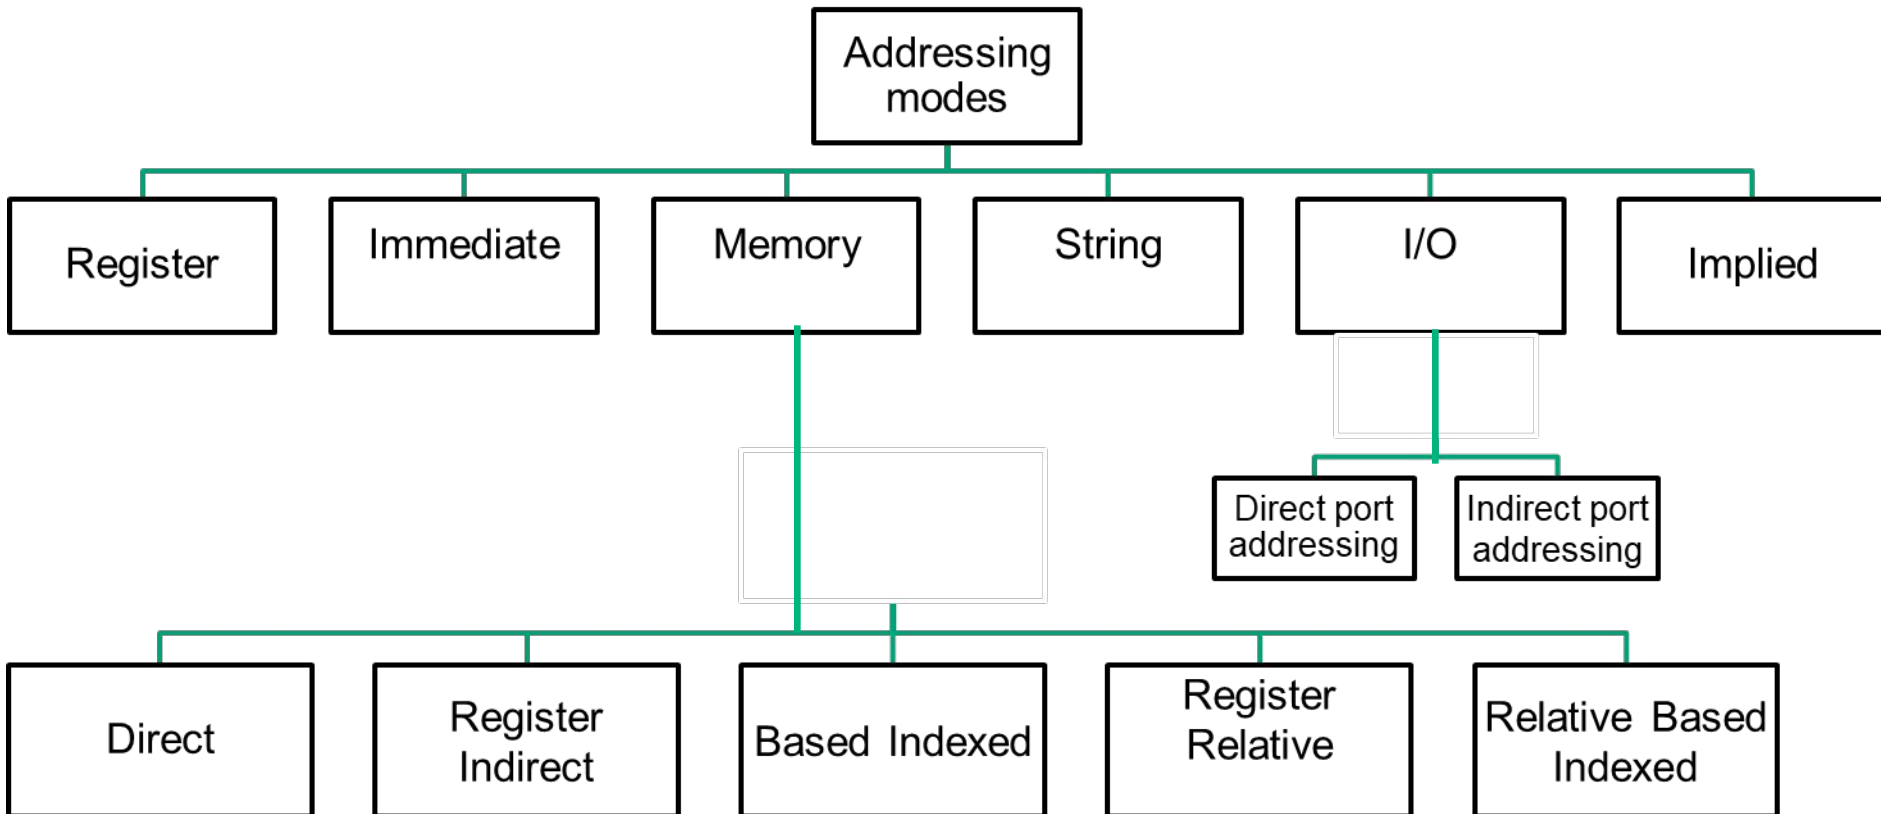 Addressing
modes
Register
Immediate
Memory
String
I/O
Implied
Direct port
addressing
Indirect port
addressing
Direct
Register
Indirect
Based Indexed
Register
Relative
Relative Based
Indexed